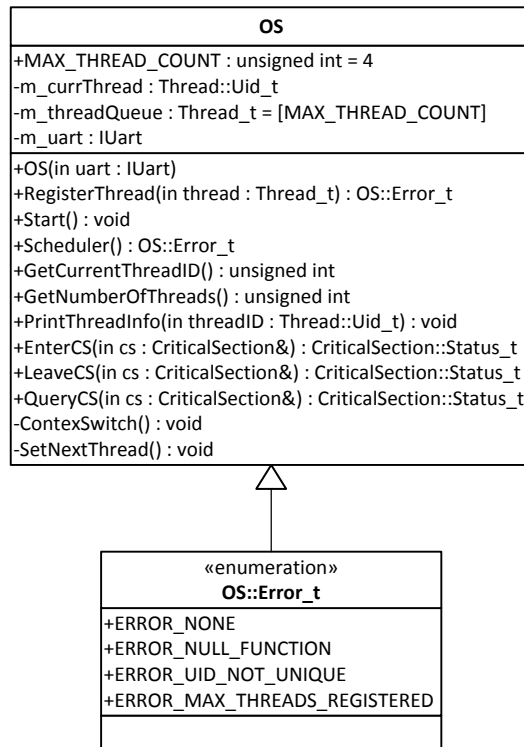 OS
+MAX_THREAD_COUNT : unsigned int = 4
-m_currThread : Thread::Uid_t
-m_threadQueue : Thread_t = [MAX_THREAD_COUNT]
-m_uart : IUart
+OS(in uart : IUart)
+RegisterThread(in thread : Thread_t) : OS::Error_t
+Start() : void
+Scheduler() : OS::Error_t
+GetCurrentThreadID() : unsigned int
+GetNumberOfThreads() : unsigned int
+PrintThreadInfo(in threadID : Thread::Uid_t) : void
+EnterCS(in cs : CriticalSection&) : CriticalSection::Status_t
+LeaveCS(in cs : CriticalSection&) : CriticalSection::Status_t
+QueryCS(in cs : CriticalSection&) : CriticalSection::Status_t
-ContexSwitch() : void
-SetNextThread() : void
«enumeration»
OS::Error_t
+ERROR_NONE
+ERROR_NULL_FUNCTION
+ERROR_UID_NOT_UNIQUE
+ERROR_MAX_THREADS_REGISTERED